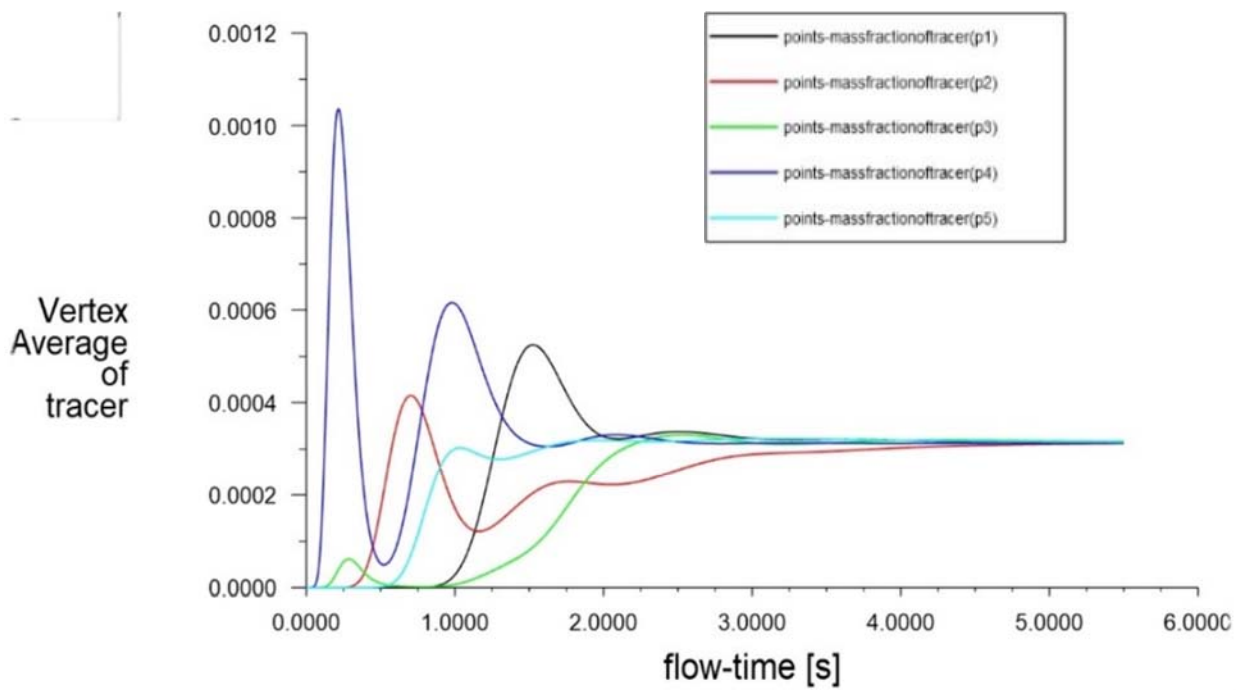 0.0012
0.0010
0.0008
0.0006
0.0004
0.0002
0.0000
Vertex
Average
of
tracer
points-massfractionoftracer(p1)
points-massfractionoftracer(p2)
points-massfractionoftracer(p3)
points-massfractionoftracer(p4)
points-massfractionoftracer(p5)
0.0000 1.0000 2.0000 3.0000 4.0000 5.0000 6.0000
flow-time [s]